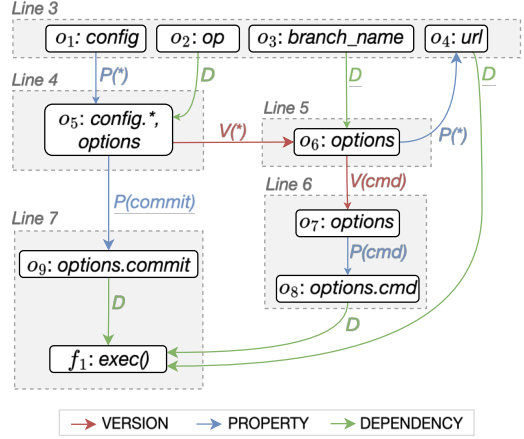 Line 3
o₁: config
o₂: op
o₃: branch_name
o₄: url
Line 4
P(*)
D
D
D
o₅: config.*,
options
V(*)
Line 5
o₆: options
P(*)
P(commit)
V(cmd)
Line 6
Line 7
o₇: options
P(cmd)
o₉: options.commit
o₈: options.cmd
D
D
f₁: exec()
VERSION PROPERTY DEPENDENCY